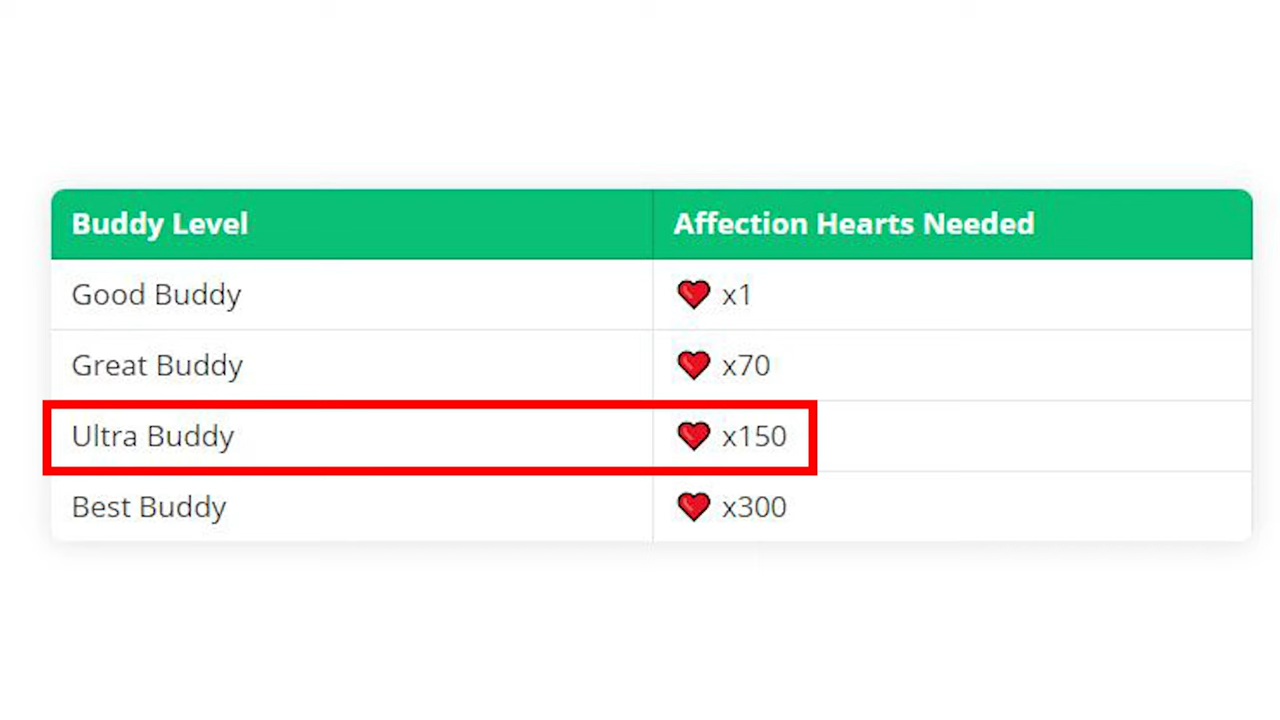 Buddy Level Affection Hearts Needed
Good Buddy x1
Great Buddy x70
Ultra Buddy x150
Best Buddy x300